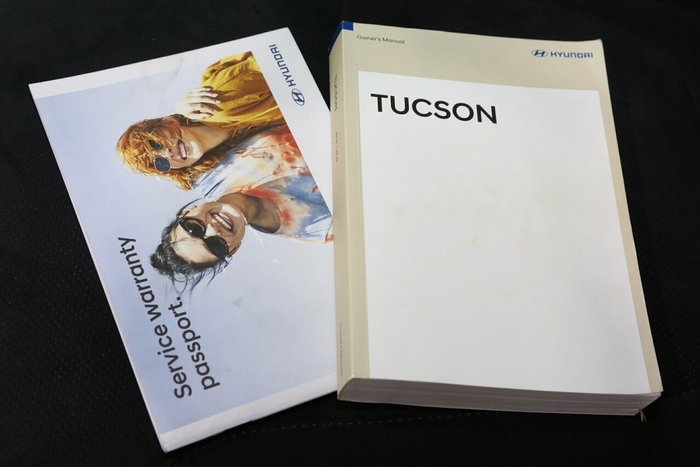 HYUNDAI
Service warranty
passport.
Owner's Manual
HYUNDAI
TUCSON